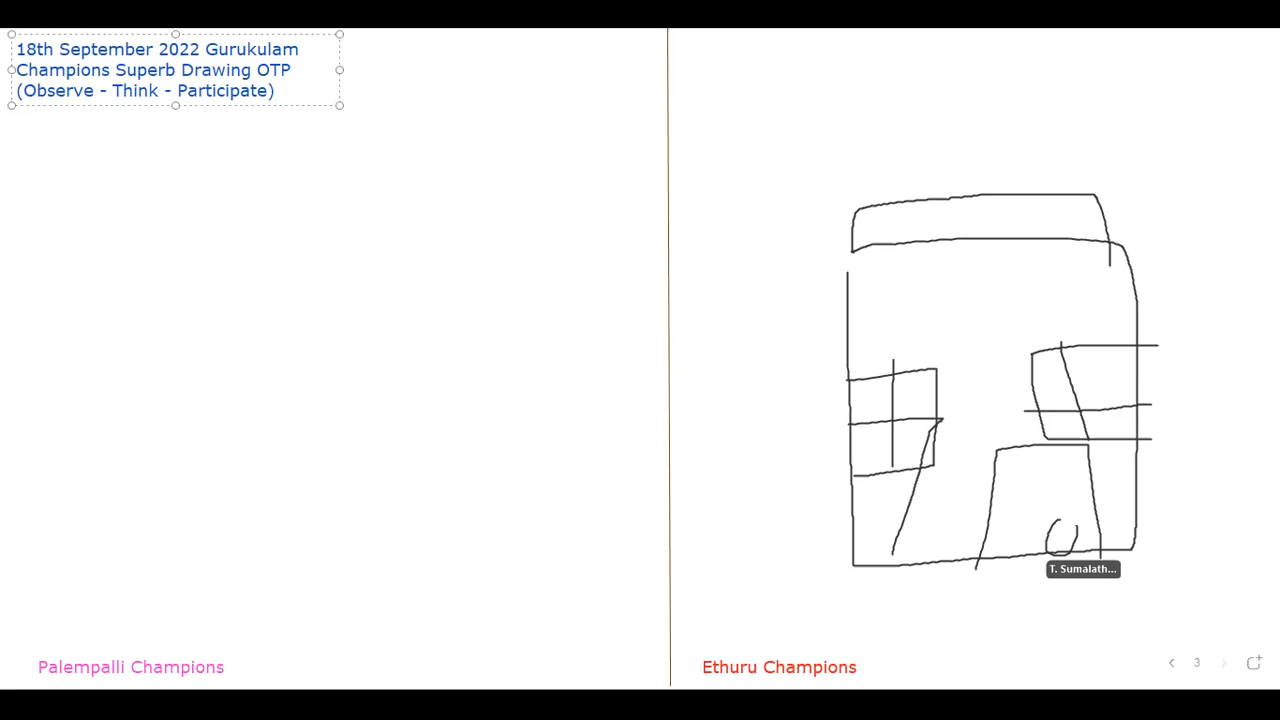 18th September 2022 Gurukulam
Champions Superb Drawing OTP
(Observe - Think - Participate)
T. Sumalath...
Palempalli Champions
Ethuru Champions
3